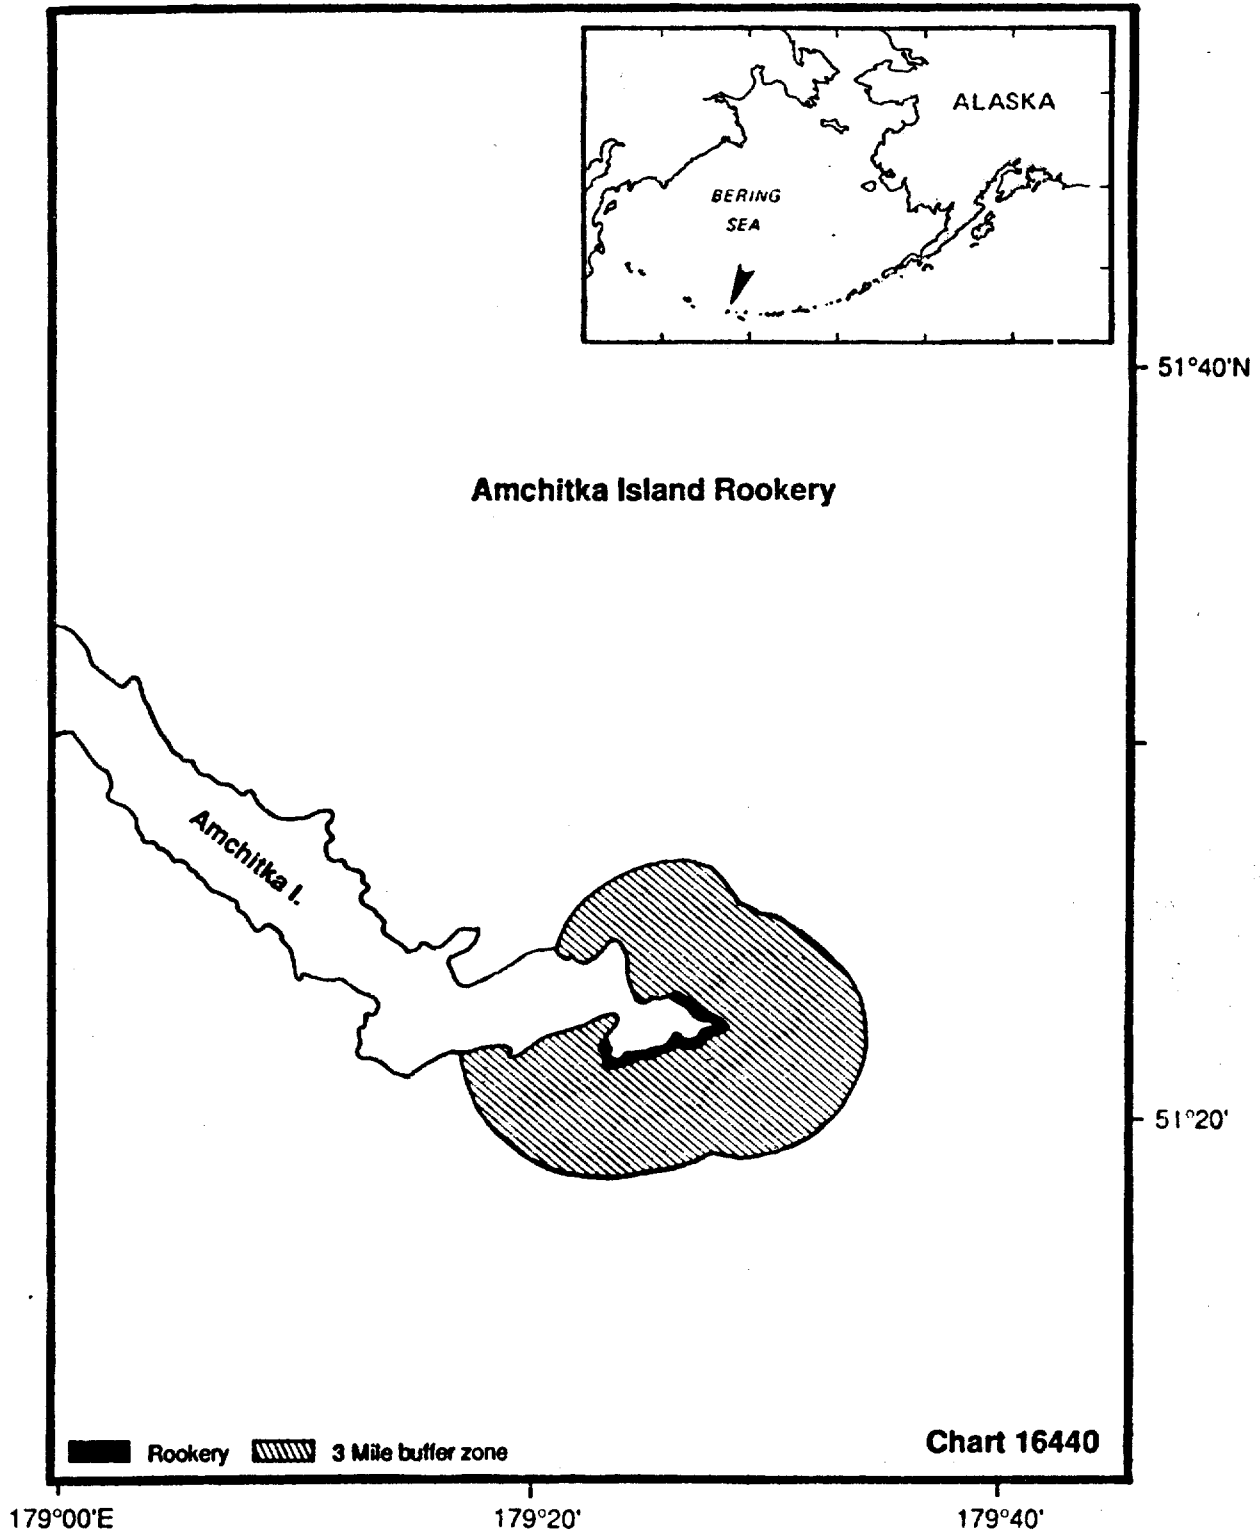 ALASKA
BERING
SEA
51°40'N
Amchitka Island Rookery
Amchitka I.
51°20'
Chart 16440
Rookery
3 Mile buffer zone
179°00'E
179°20'
179°40'